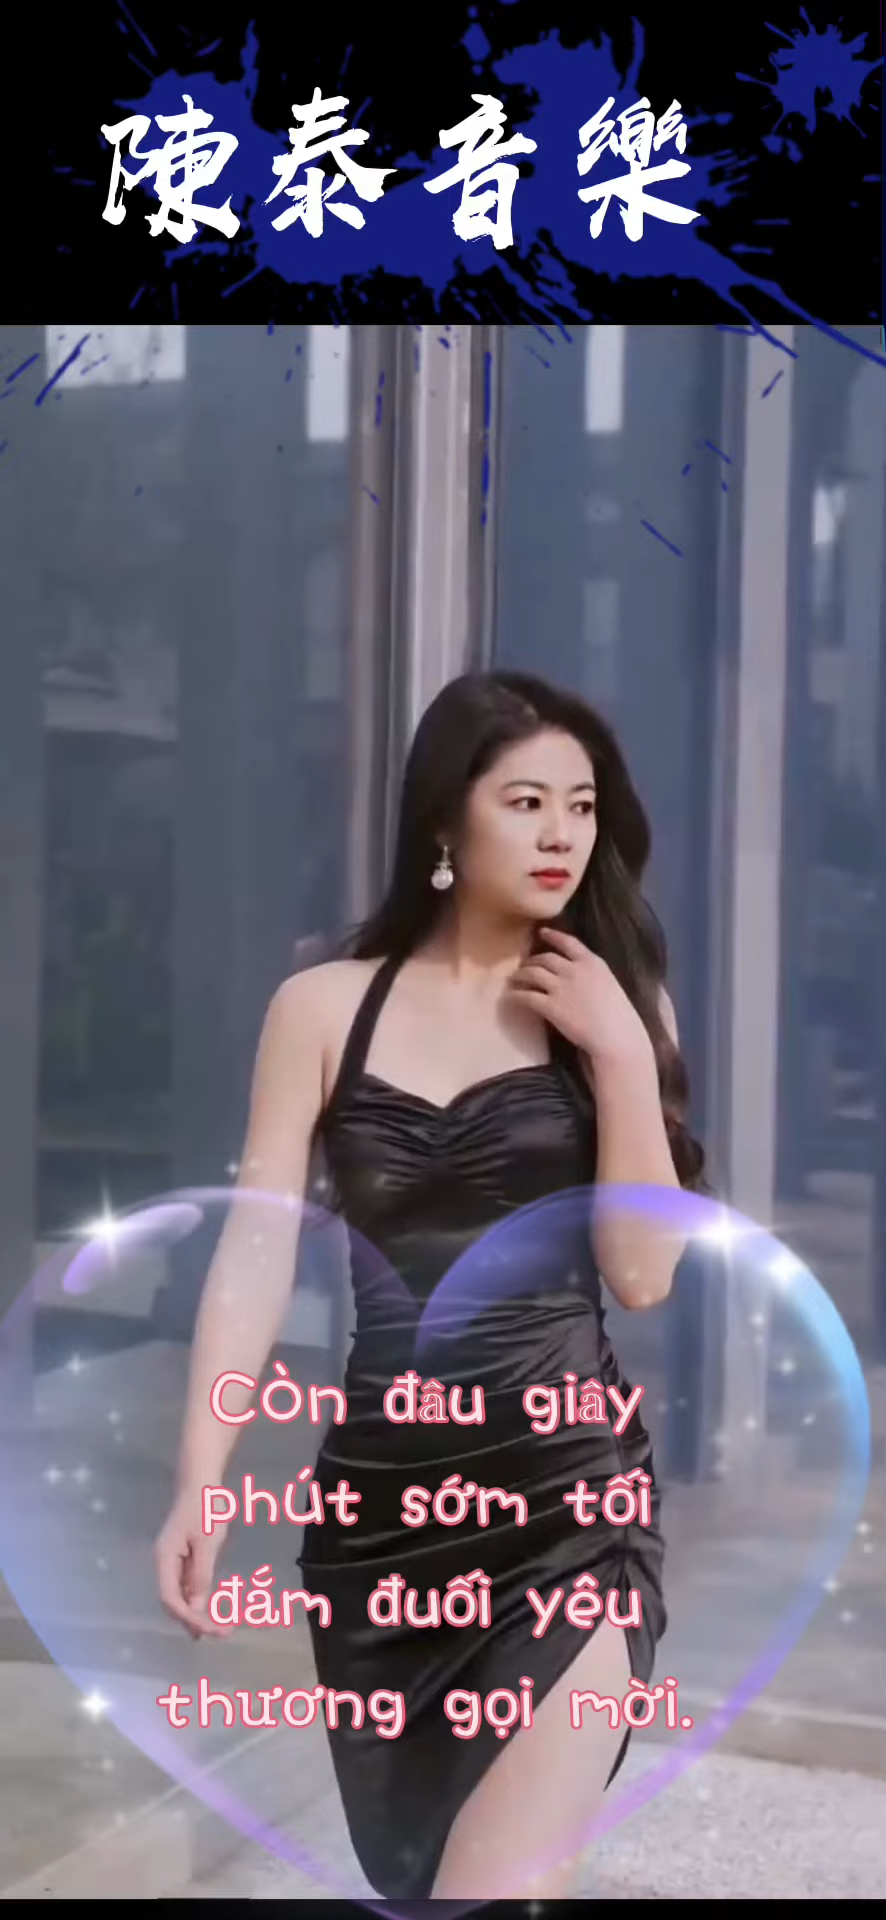 陳泰音樂
Còn đâu giây
phút sớm tối
đắm đuối yêu
thương gọi mời.